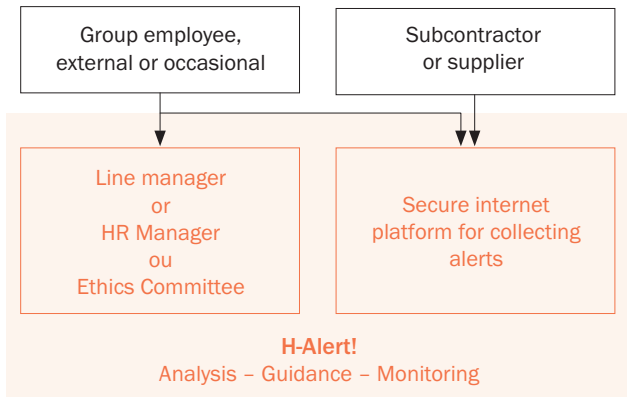 Group employee,
external or occasional
Subcontractor
or supplier
Line manager
or
HR Manager
ou
Ethics Committee
Secure internet
platform for collecting
alerts
H-Alert!
Analysis – Guidance – Monitoring